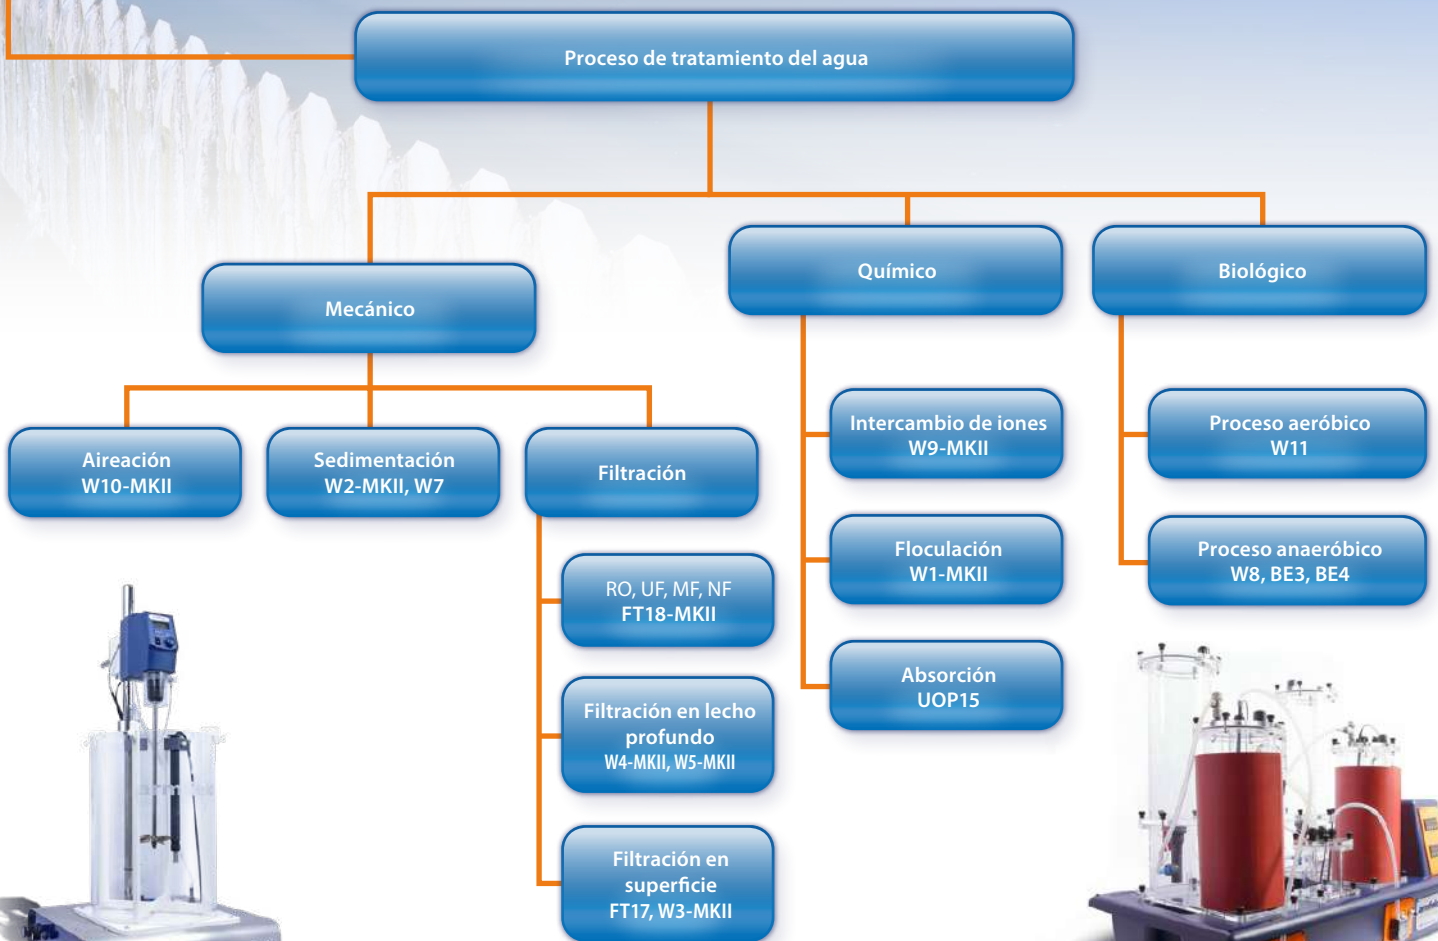 Proceso de tratamiento del agua
Mecánico
Químico
Biológico
Aireación
W10-MKII
Sedimentación
W2-MKII, W7
Filtración
RO, UF, MF, NF
FT18-MKII
Filtración en lecho
profundo
W4-MKII, W5-MKII
Filtración en
superficie
FT17, W3-MKII
Intercambio de iones
W9-MKII
Floculación
W1-MKII
Absorción
UOP15
Proceso aeróbico
W11
Proceso anaeróbico
W8, BE3, BE4